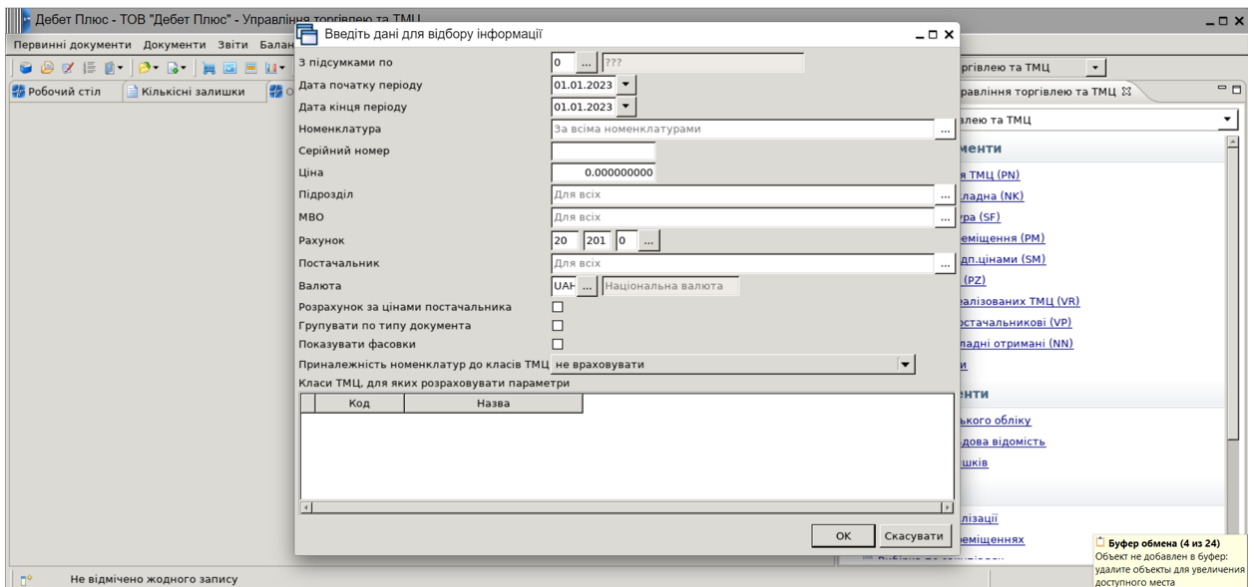 Дебет Плюс - ТОВ "Дебет Плюс" - Управління торгівлею та ТМЦ
Первинні документи Документи Звіти Балан
Робочий стіл
Кількісні залишки
Введіть дані для відбору інформації
З підсумками по 0 ... ???
Дата початку періоду 01.01.2023
Дата кінця періоду 01.01.2023
Номенклатура За всіма номенклатурами ...
Серійний номер
Ціна 0.000000000
Підрозділ Для всіх ...
МВО Для всіх ...
Рахунок 20 201 0 ...
Постачальник Для всіх ...
Валюта UAH ... Національна валюта
Розрахунок за цінами постачальника
Групувати по типу документа
Показувати фасовки
Приналежність номенклатур до класів ТМЦ не враховувати
Класи ТМЦ, для яких розраховувати параметри
Код Назва
OK Скасувати
ргівлею та ТМЦ
равління торгівлею та ТМЦ
влею та ТМЦ
менти
я ТМЦ (PN)
ладна (NK)
ура (SF)
еміщення (PM)
дп.цінами (SM)
(PZ)
еалізованих ТМЦ (VR)
остачальникові (VP)
ладні отримані (NN)
и
енти
ького обліку
дова відомість
шків
лізації
еміщеннях
Не відмічено жодного запису
Буфер обмена (4 из 24)
Объект не добавлен в буфер:
удалите объекты для увеличения
доступного места